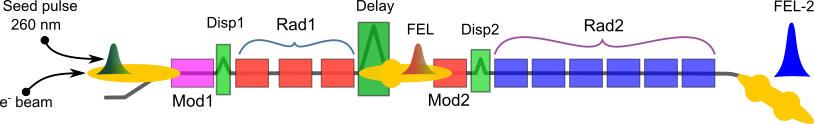 Seed pulse
260 nm
e⁻ beam
Mod1
Disp1
Rad1
Delay
FEL
Mod2
Disp2
Rad2
FEL-2